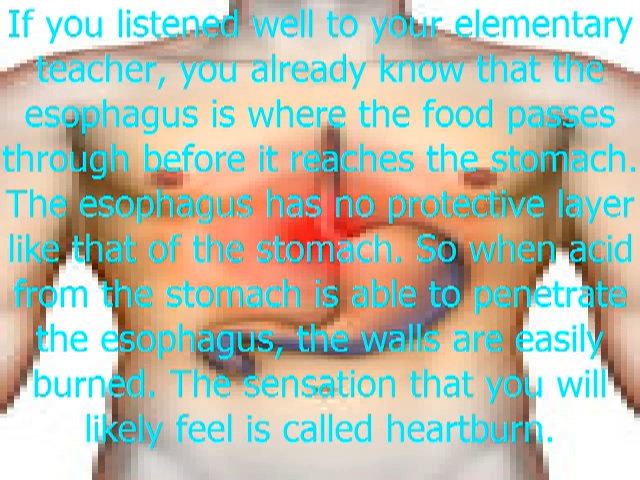 If you listened well to your elementary
teacher, you already know that the
esophagus is where the food passes
through before it reaches the stomach.
The esophagus has no protective layer
like that of the stomach. So when acid
from the stomach is able to penetrate
the esophagus, the walls are easily
burned. The sensation that you will
likely feel is called heartburn.